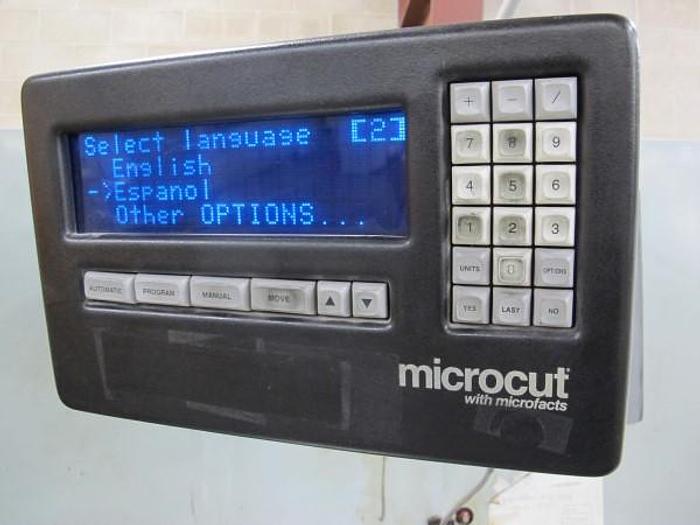 Select language [2]
English
->Espanol
Other OPTIONS...
+ - /
7 8 9
4 5 6
1 2 3
UNITS 0 OPTIONS
YES LAST NO
AUTOMATIC PROGRAM MANUAL MOVE ▲ ▼
microcut
with microfacts